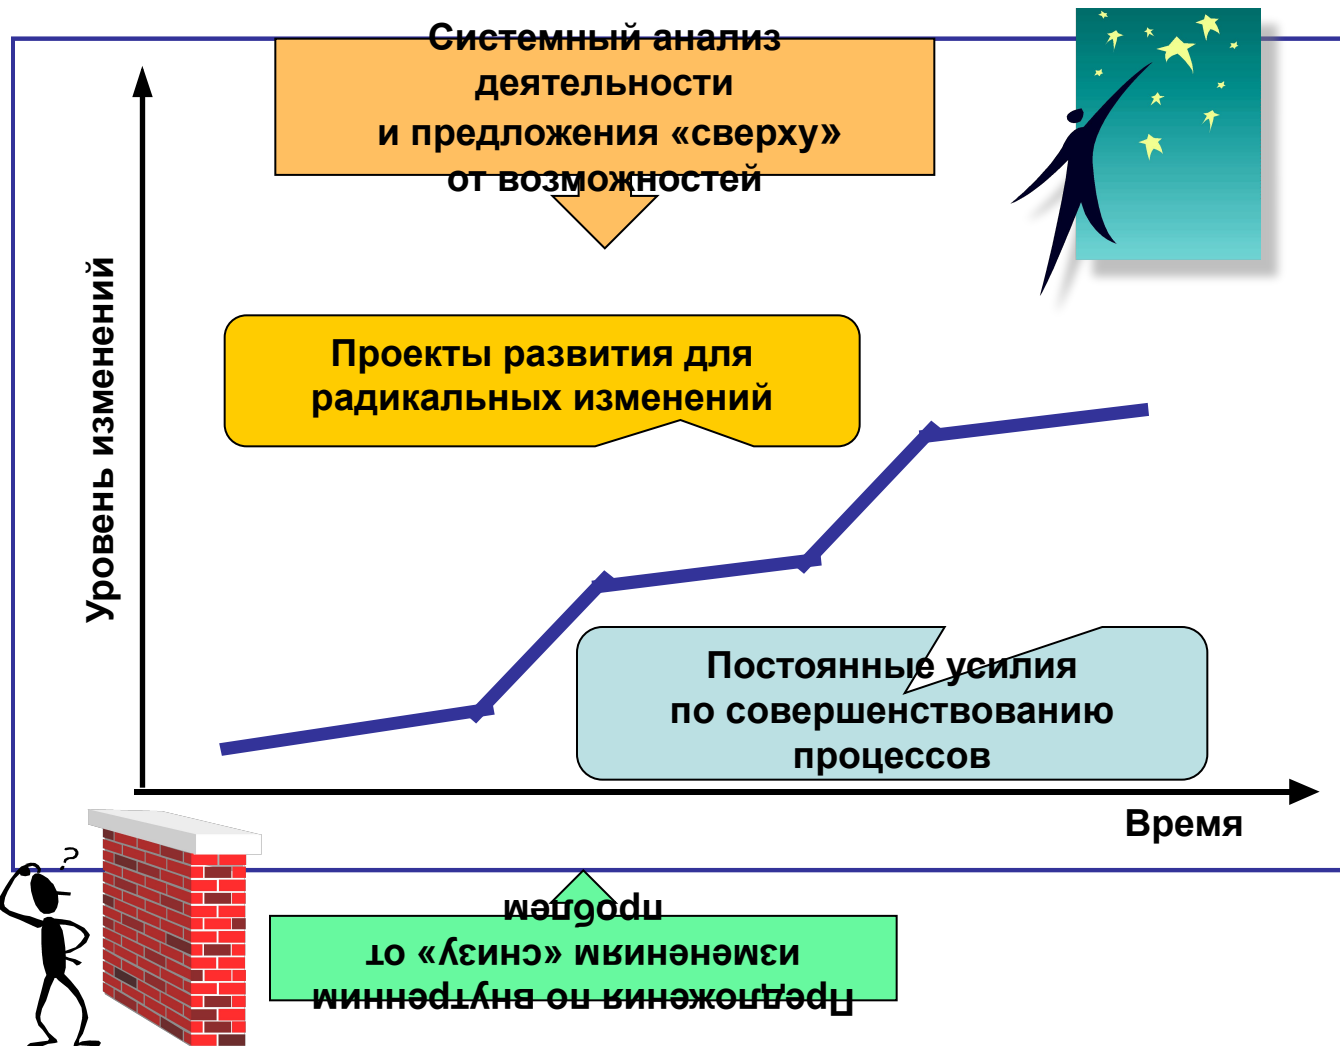 Системный анализ
деятельности
и предложения «сверху»
от возможностей
Уровень изменений
Проекты развития для
радикальных изменений
Постоянные усилия
по совершенствованию
процессов
Время
?
Предложения по внутренним
изменениям «снизу» от
проблем